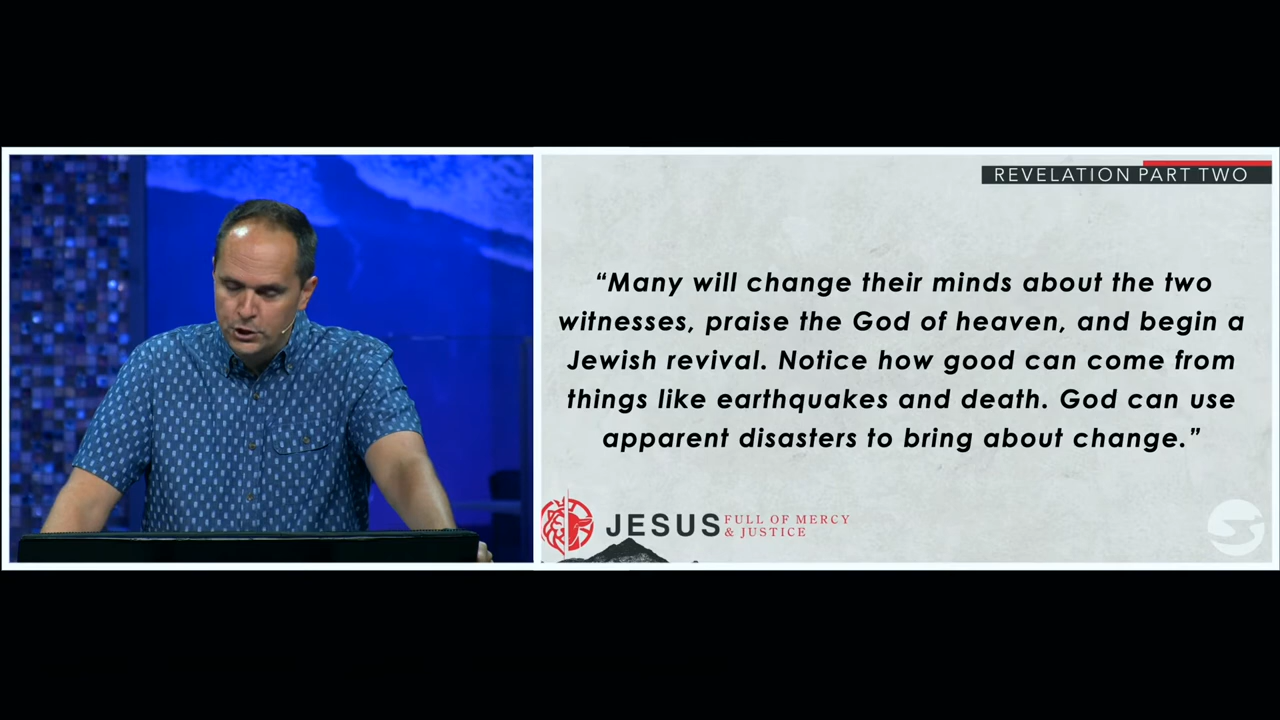 REVELATION PART TWO
“Many will change their minds about the two
witnesses, praise the God of heaven, and begin a
Jewish revival. Notice how good can come from
things like earthquakes and death. God can use
apparent disasters to bring about change.”
JESUS
FULL OF MERCY
& JUSTICE